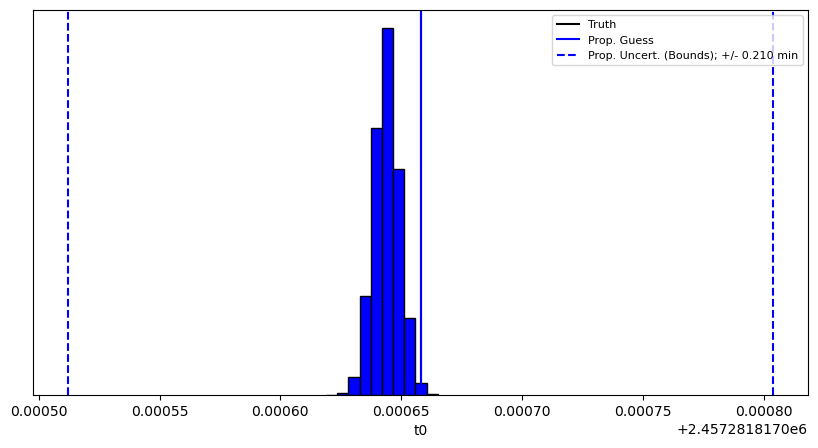 Truth
Prop. Guess
Prop. Uncert. (Bounds); +/- 0.210 min
0.00050 0.00055 0.00060 0.00065 0.00070 0.00075 0.00080
t0
+2.4572818170e6